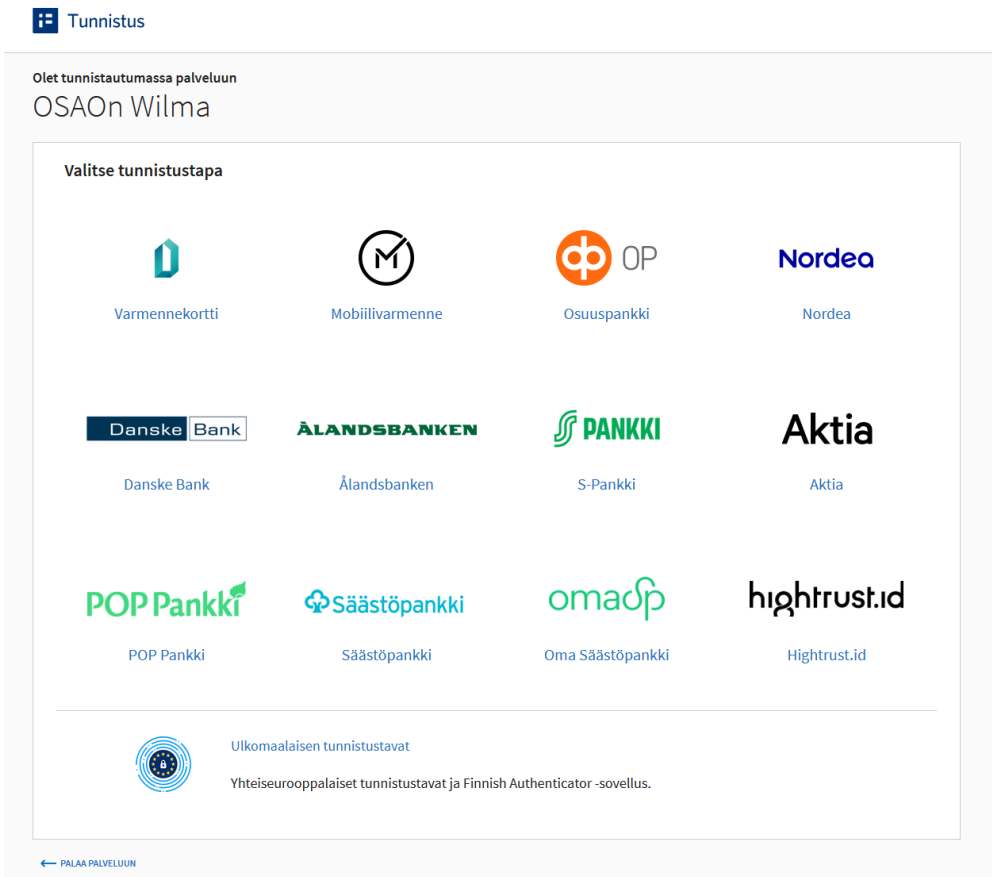 Tunnistus
Olet tunnistautumassa palveluun
OSAOn Wilma
Valitse tunnistustapa
OP
Nordea
Varmennekortti
Mobiilivarmenne
Osuuspankki
Nordea
Danske Bank
ÅLANDSBANKEN
S PANKKI
Aktia
Danske Bank
Ålandsbanken
S-Pankki
Aktia
POP Pankki
Säästöpankki
omasp
hightrust.id
POP Pankki
Säästöpankki
Oma Säästöpankki
Hightrust.id
Ulkomaalaisen tunnistustavat
Yhteiseurooppalaiset tunnistustavat ja Finnish Authenticator -sovellus.
PALAA PALVELUUN